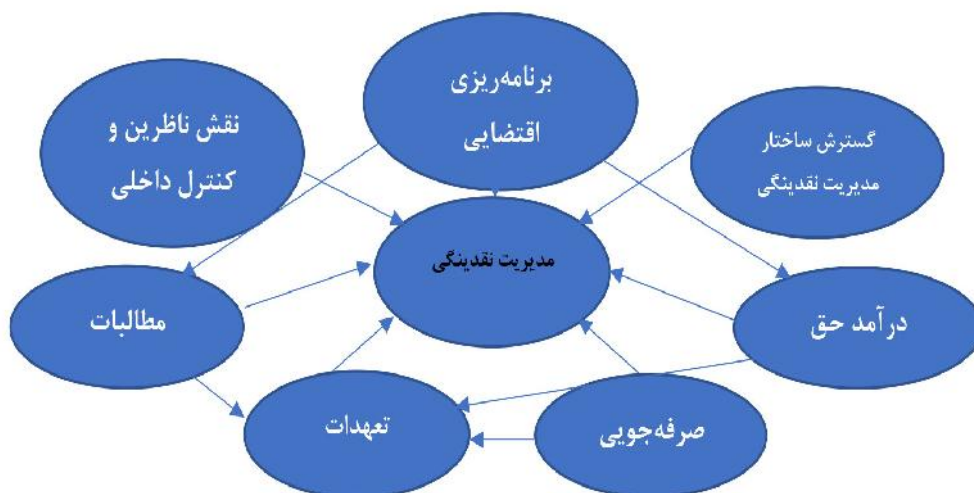 برنامه‌ریزی
اقتضایی
نقش ناظرین و
کنترل داخلی
گسترش ساختار
مدیریت نقدینگی
مدیریت نقدینگی
مطالبات
درآمد حق
تعهدات
صرفه‌جویی